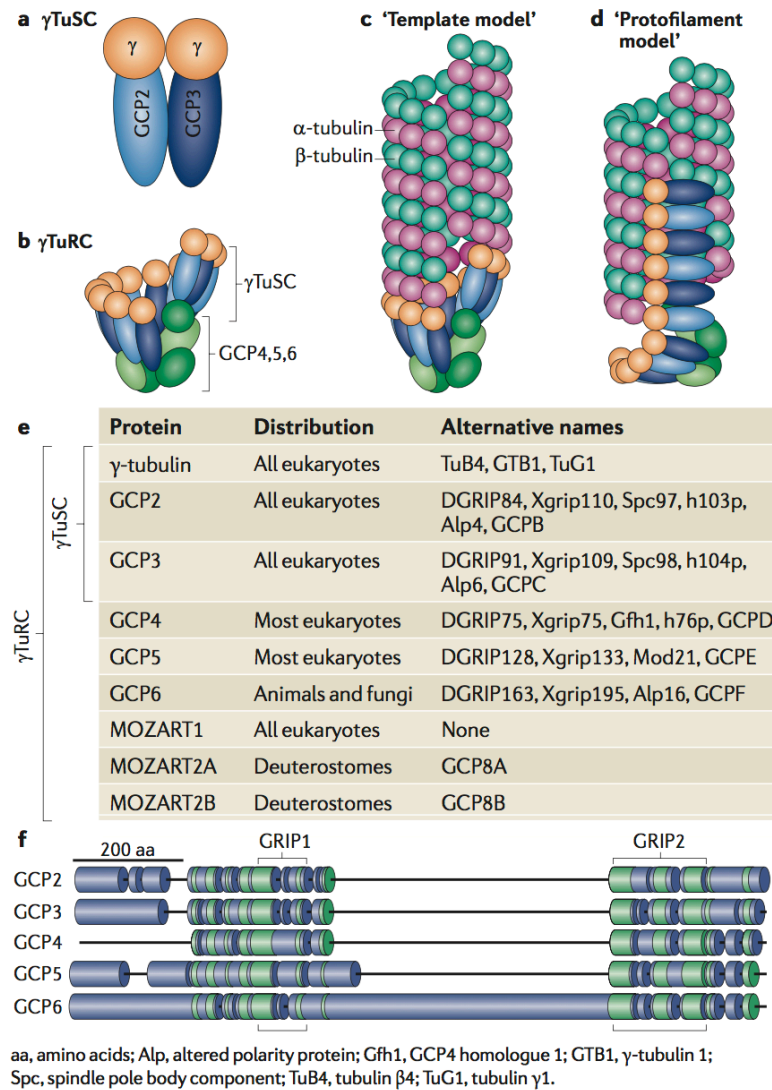 a γTuSC
γ γ
GCP2 GCP3
b γTuRC
γTuSC
GCP4,5,6
c ‘Template model’
α-tubulin
β-tubulin
d ‘Protofilament
model’
e Protein Distribution Alternative names
γTuRC
γTuSC
γ-tubulin All eukaryotes TuB4, GTB1, TuG1
GCP2 All eukaryotes DGRIP84, Xgrip110, Spc97, h103p,
Alp4, GCPB
GCP3 All eukaryotes DGRIP91, Xgrip109, Spc98, h104p,
Alp6, GCPC
GCP4 Most eukaryotes DGRIP75, Xgrip75, Gfh1, h76p, GCPD
GCP5 Most eukaryotes DGRIP128, Xgrip133, Mod21, GCPE
GCP6 Animals and fungi DGRIP163, Xgrip195, Alp16, GCPF
MOZART1 All eukaryotes None
MOZART2A Deuterostomes GCP8A
MOZART2B Deuterostomes GCP8B
f
200 aa GRIP1 GRIP2
GCP2
GCP3
GCP4
GCP5
GCP6
aa, amino acids; Alp, altered polarity protein; Gfh1, GCP4 homologue 1; GTB1, γ-tubulin 1;
Spc, spindle pole body component; TuB4, tubulin β4; TuG1, tubulin γ1.